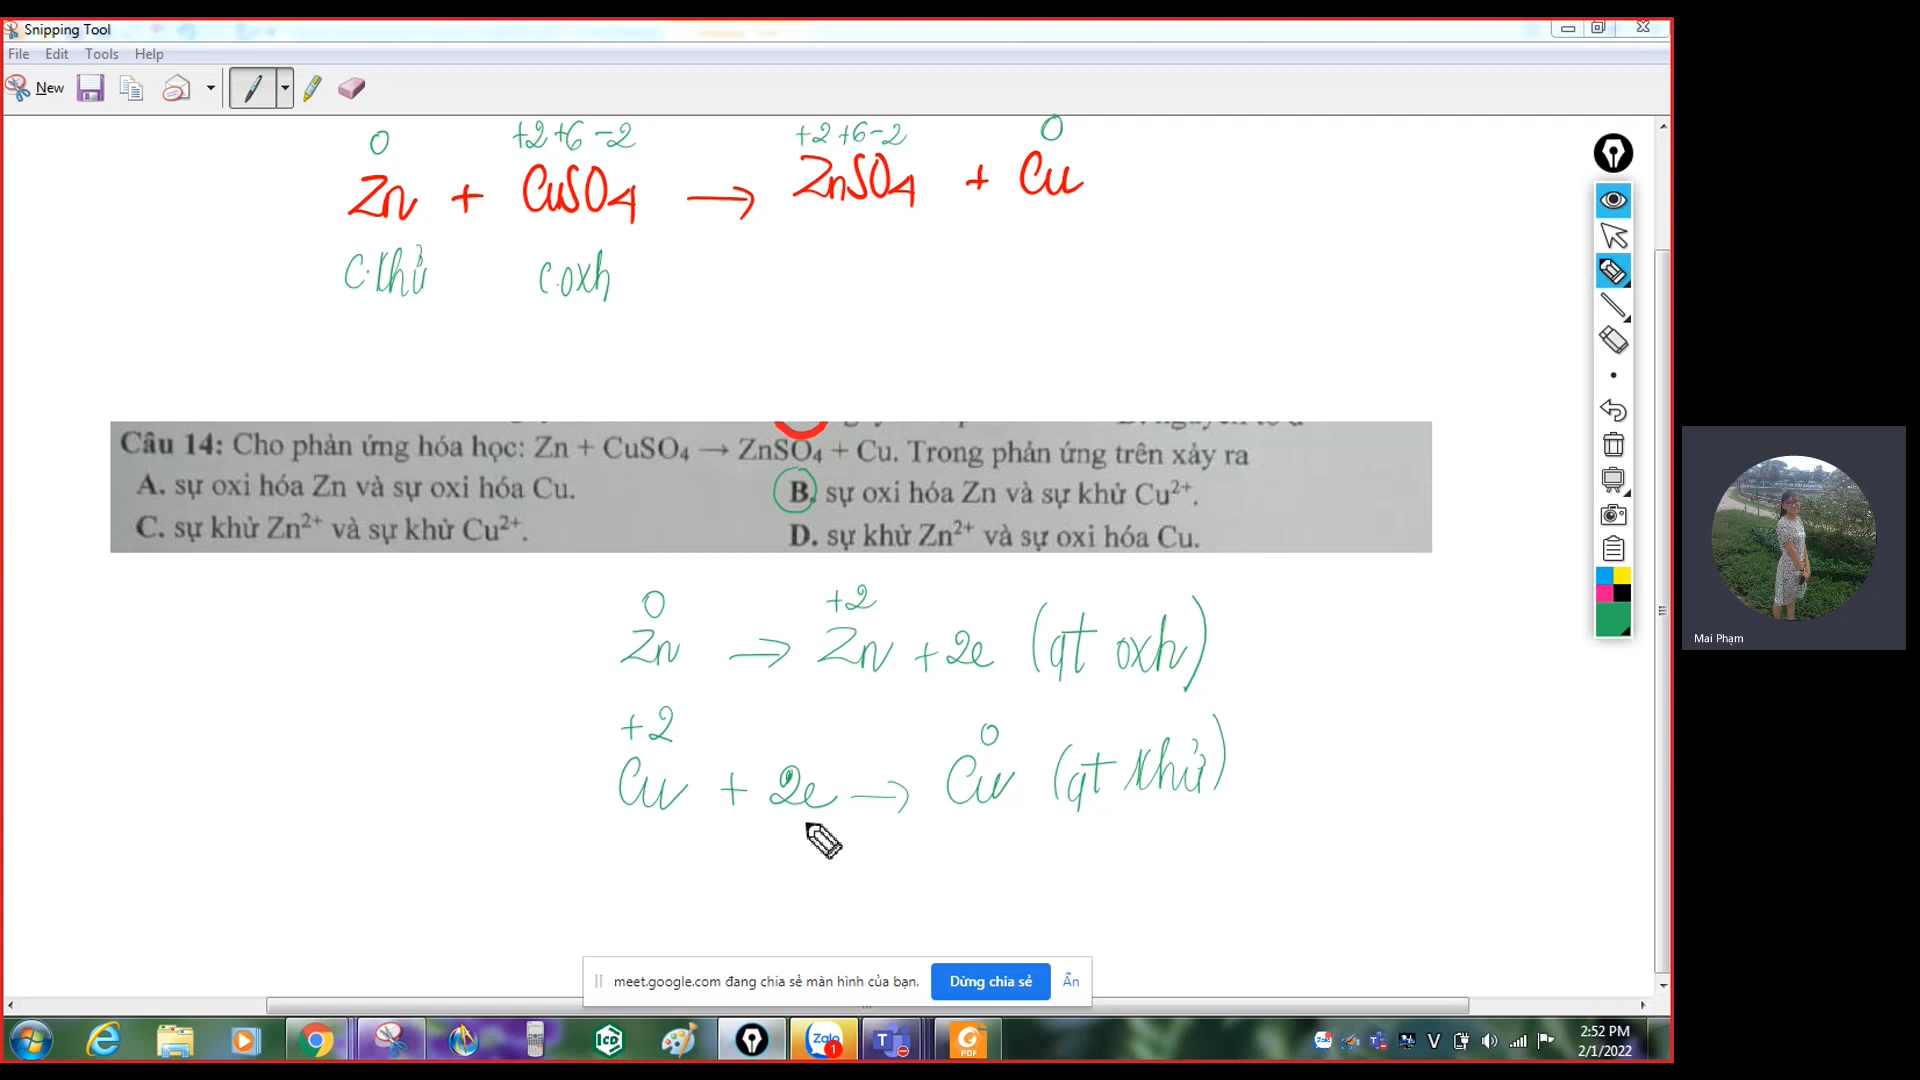 Snipping Tool
File Edit Tools Help
New
0 +2 +6 -2 +2 +6 -2 0
Zn + CuSO4 → ZnSO4 + Cu
C.khử C.oxh
Câu 14: Cho phản ứng hóa học: Zn + CuSO₄ → ZnSO₄ + Cu. Trong phản ứng trên xảy ra
A. sự oxi hóa Zn và sự oxi hóa Cu. B. sự oxi hóa Zn và sự khử Cu²⁺.
C. sự khử Zn²⁺ và sự khử Cu²⁺. D. sự khử Zn²⁺ và sự oxi hóa Cu.
0 +2
Zn → Zn + 2e (qt oxh)
+2 0
Cu + 2e → Cu (qt khử)
Mai Phạm
meet.google.com đang chia sẻ màn hình của bạn. Dừng chia sẻ Ẩn
ICD Zalo 1 PDF Zalo V
2:52 PM
2/1/2022